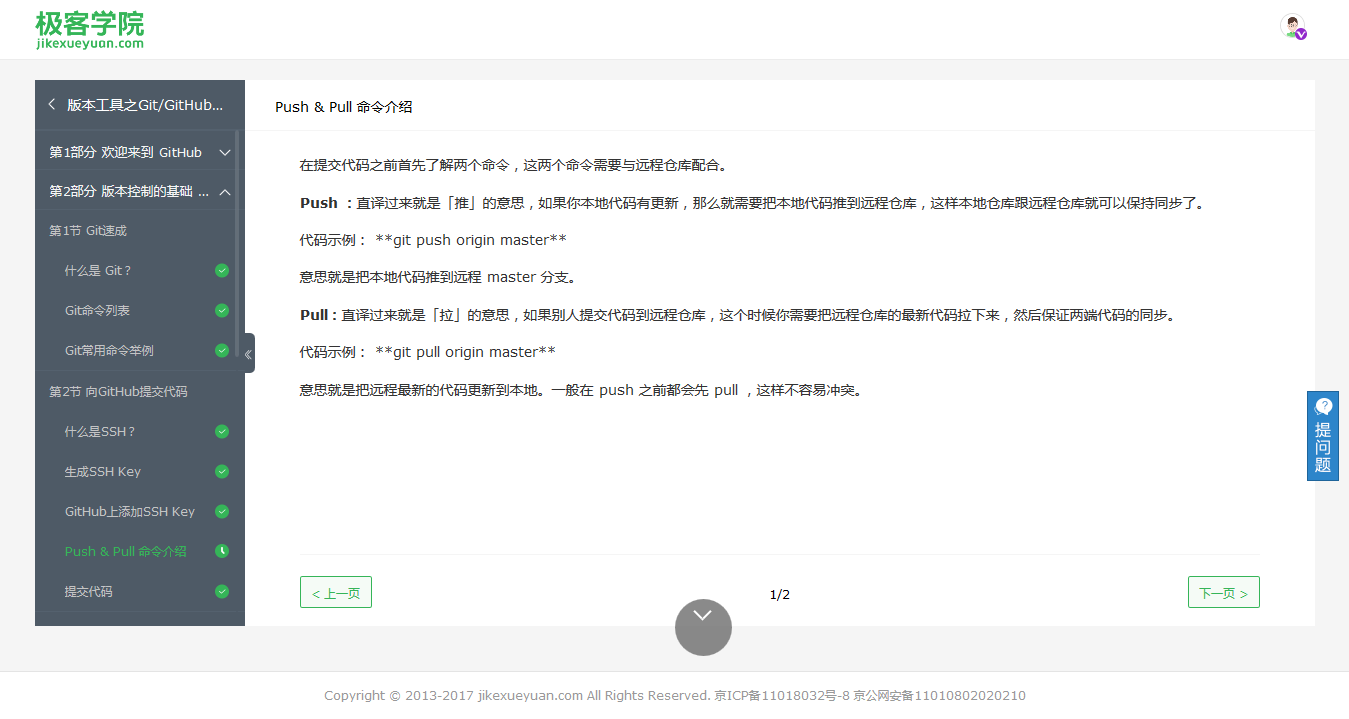 极客学院
jikexueyuan.com
版本工具之Git/GitHub...
第1部分 欢迎来到 GitHub
第2部分 版本控制的基础 ...
第1节 Git速成
什么是 Git？
Git命令列表
Git常用命令举例
第2节 向GitHub提交代码
什么是SSH？
生成SSH Key
GitHub上添加SSH Key
Push & Pull 命令介绍
提交代码
Push & Pull 命令介绍
在提交代码之前首先了解两个命令，这两个命令需要与远程仓库配合。
Push ：直译过来就是「推」的意思，如果你本地代码有更新，那么就需要把本地代码推到远程仓库，这样本地仓库跟远程仓库就可以保持同步了。
代码示例： **git push origin master**
意思就是把本地代码推到远程 master 分支。
Pull：直译过来就是「拉」的意思，如果别人提交代码到远程仓库，这个时候你需要把远程仓库的最新代码拉下来，然后保证两端代码的同步。
代码示例： **git pull origin master**
意思就是把远程最新的代码更新到本地。一般在 push 之前都会先 pull ，这样不容易冲突。
< 上一页
1/2
下一页 >
提问题
Copyright © 2013-2017 jikexueyuan.com All Rights Reserved. 京ICP备11018032号-8 京公网安备11010802020210